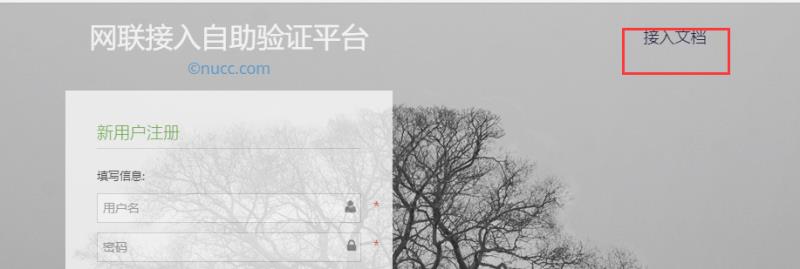 网联接入自助验证平台
接入文档
©nucc.com
新用户注册
填写信息:
用户名 *
密码 *